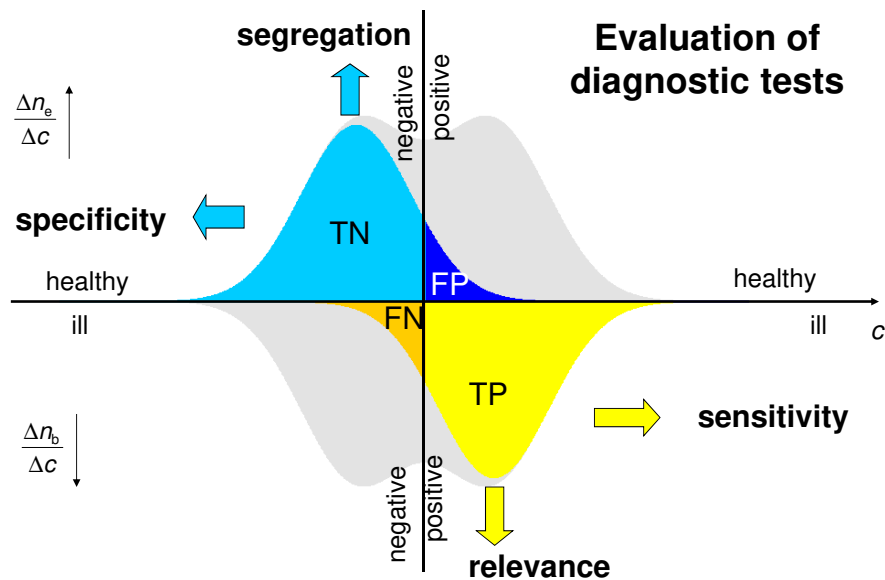 segregation
Evaluation of
diagnostic tests
negative
positive
Δnₑ
Δc
specificity
TN
healthy
FP
healthy
ill
FN
ill
c
TP
sensitivity
Δn_b
Δc
negative
positive
relevance